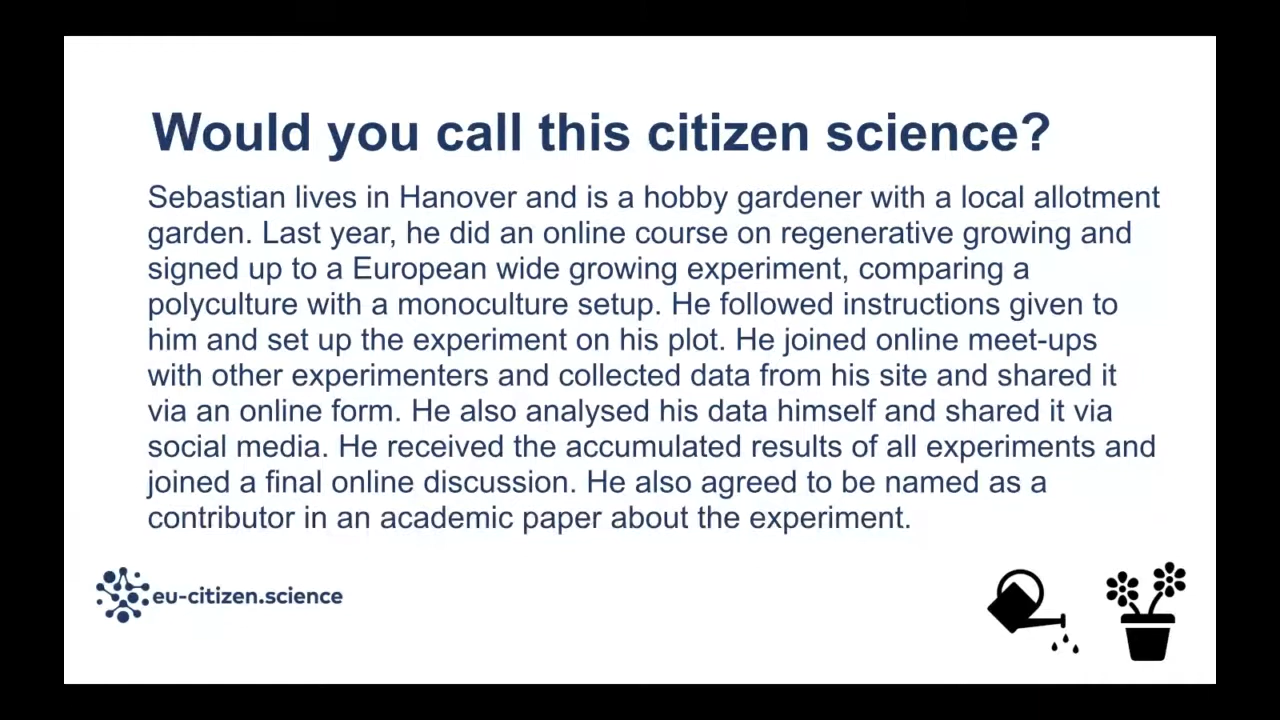 Would you call this citizen science?
Sebastian lives in Hanover and is a hobby gardener with a local allotment
garden. Last year, he did an online course on regenerative growing and
signed up to a European wide growing experiment, comparing a
polyculture with a monoculture setup. He followed instructions given to
him and set up the experiment on his plot. He joined online meet-ups
with other experimenters and collected data from his site and shared it
via an online form. He also analysed his data himself and shared it via
social media. He received the accumulated results of all experiments and
joined a final online discussion. He also agreed to be named as a
contributor in an academic paper about the experiment.
eu-citizen.science